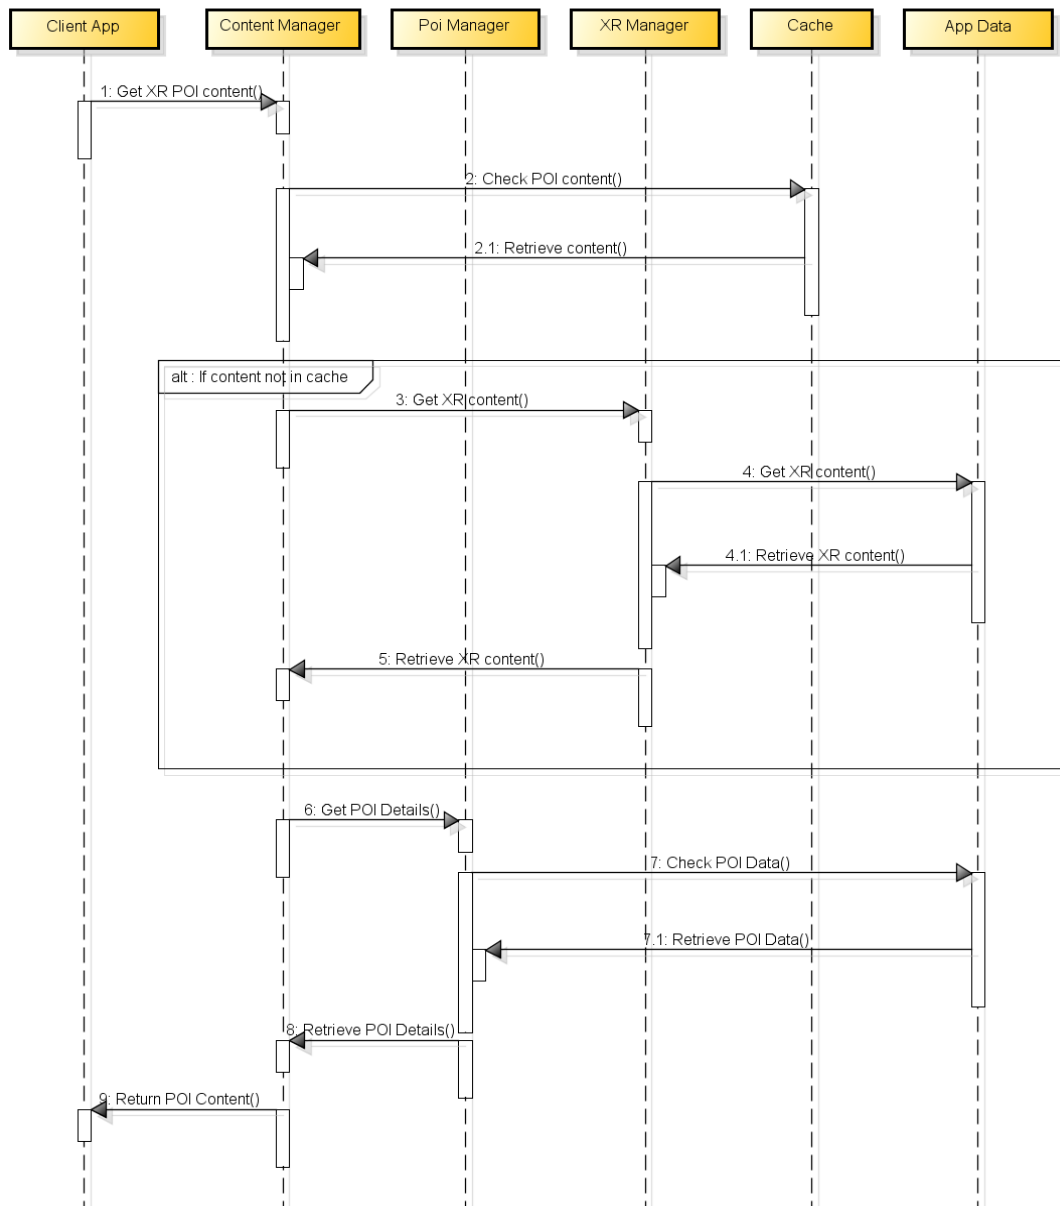 Client App
Content Manager
Poi Manager
XR Manager
Cache
App Data
1: Get XR POI content()
2: Check POI content()
2.1: Retrieve content()
alt : If content not in cache
3: Get XR content()
4: Get XR content()
4.1: Retrieve XR content()
5: Retrieve XR content()
6: Get POI Details()
7: Check POI Data()
7.1: Retrieve POI Data()
8: Retrieve POI Details()
9: Return POI Content()